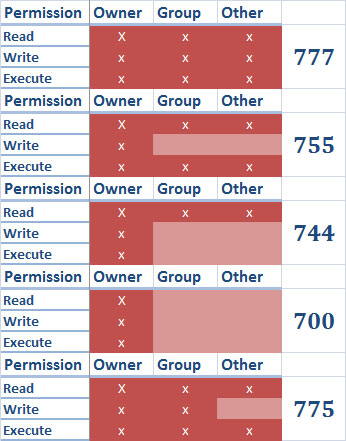 Permission Owner Group Other
Read X x x
Write x x x
Execute x x x
777
Permission Owner Group Other
Read X x x
Write x
Execute x x x
755
Permission Owner Group Other
Read X x x
Write x
Execute x
744
Permission Owner Group Other
Read X
Write x
Execute x
700
Permission Owner Group Other
Read X x x
Write x x
Execute x x x
775